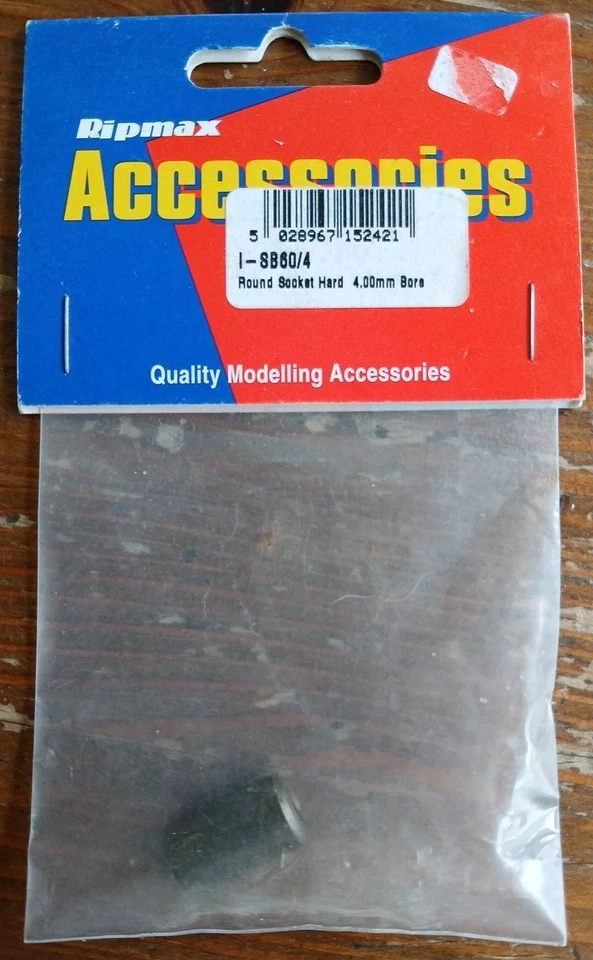 Ripmax
Accessories
5 028967 152421
I-SB60/4
Round Socket Hard 4.00mm Bore
Quality Modelling Accessories